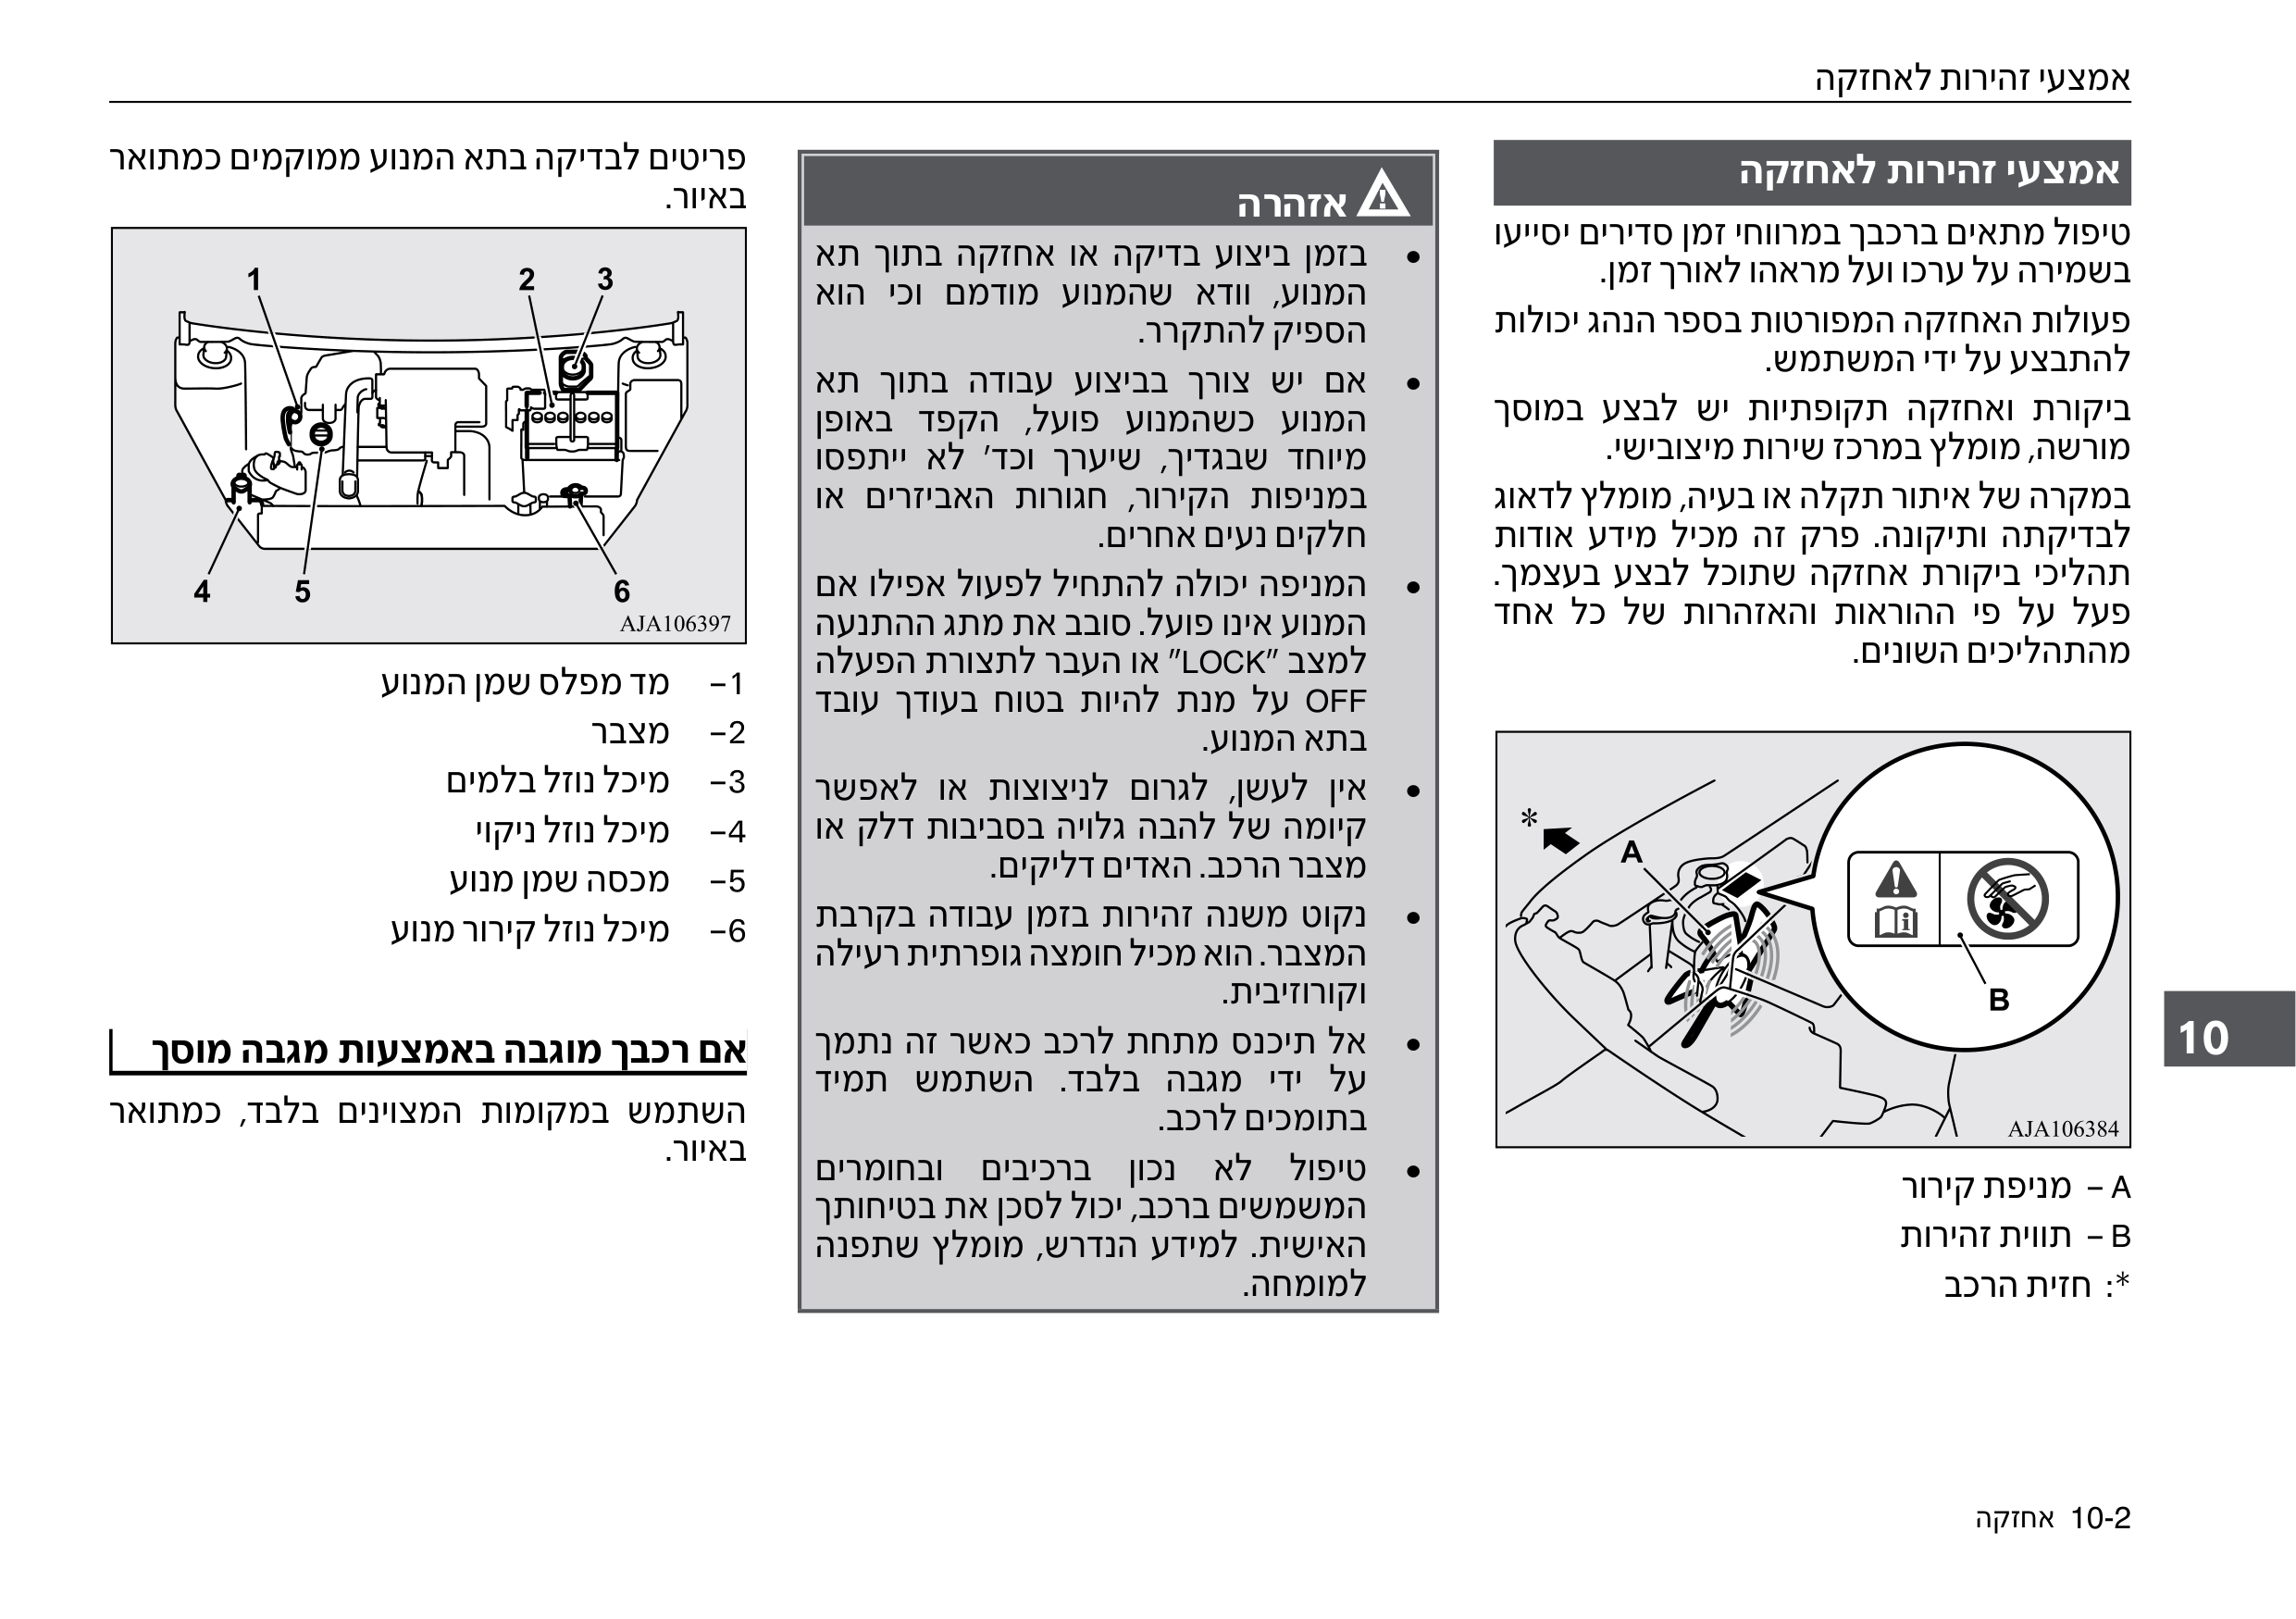 אמצעי זהירות לאחזקה
אמצעי זהירות לאחזקה
טיפול מתאים ברכבך במרווחי זמן סדירים יסייעו
בשמירה על ערכו ועל מראהו לאורך זמן.
פעולות האחזקה המפורטות בספר הנהג יכולות
להתבצע על ידי המשתמש.
ביקורת ואחזקה תקופתיות יש לבצע במוסך
מורשה, מומלץ במרכז שירות מיצובישי.
במקרה של איתור תקלה או בעיה, מומלץ לדאוג
לבדיקתה ותיקונה. פרק זה מכיל מידע אודות
תהליכי ביקורת אחזקה שתוכל לבצע בעצמך.
פעל על פי ההוראות והאזהרות של כל אחד
מהתהליכים השונים.
*
A
B
AJA106384
A – מניפת קירור
B – תווית זהירות
*: חזית הרכב
אזהרה
• בזמן ביצוע בדיקה או אחזקה בתוך תא
המנוע, וודא שהמנוע מודמם וכי הוא
הספיק להתקרר.
• אם יש צורך בביצוע עבודה בתוך תא
המנוע כשהמנוע פועל, הקפד באופן
מיוחד שבגדיך, שיערך וכד' לא ייתפסו
במניפות הקירור, חגורות האביזרים או
חלקים נעים אחרים.
• המניפה יכולה להתחיל לפעול אפילו אם
המנוע אינו פועל. סובב את מתג ההתנעה
למצב "LOCK" או העבר לתצורת הפעלה
OFF על מנת להיות בטוח בעודך עובד
בתא המנוע.
• אין לעשן, לגרום לניצוצות או לאפשר
קיומה של להבה גלויה בסביבות דלק או
מצבר הרכב. האדים דליקים.
• נקוט משנה זהירות בזמן עבודה בקרבת
המצבר. הוא מכיל חומצה גופרתית רעילה
וקורוזיבית.
• אל תיכנס מתחת לרכב כאשר זה נתמך
על ידי מגבה בלבד. השתמש תמיד
בתומכים לרכב.
• טיפול לא נכון ברכיבים ובחומרים
המשמשים ברכב, יכול לסכן את בטיחותך
האישית. למידע הנדרש, מומלץ שתפנה
למומחה.
פריטים לבדיקה בתא המנוע ממוקמים כמתואר
באיור.
1
2
3
4
5
6
AJA106397
1– מד מפלס שמן המנוע
2– מצבר
3– מיכל נוזל בלמים
4– מיכל נוזל ניקוי
5– מכסה שמן מנוע
6– מיכל נוזל קירור מנוע
אם רכבך מוגבה באמצעות מגבה מוסך
השתמש במקומות המצוינים בלבד, כמתואר
באיור.
10
10-2 אחזקה